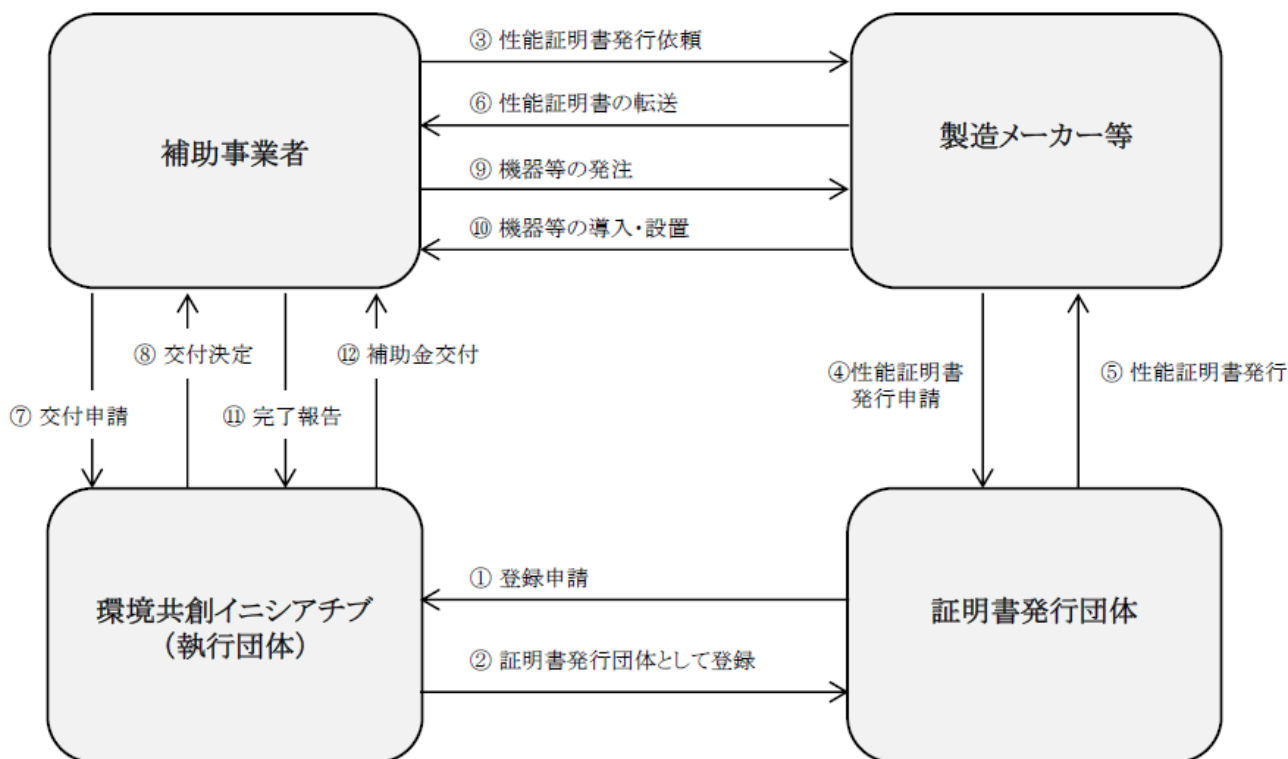 ③ 性能証明書発行依頼
⑥ 性能証明書の転送
補助事業者
製造メーカー等
⑨ 機器等の発注
⑩ 機器等の導入・設置
⑧ 交付決定
⑫ 補助金交付
④性能証明書
発行申請
⑤ 性能証明書発行
⑦ 交付申請
⑪ 完了報告
① 登録申請
環境共創イニシアチブ
（執行団体）
証明書発行団体
② 証明書発行団体として登録